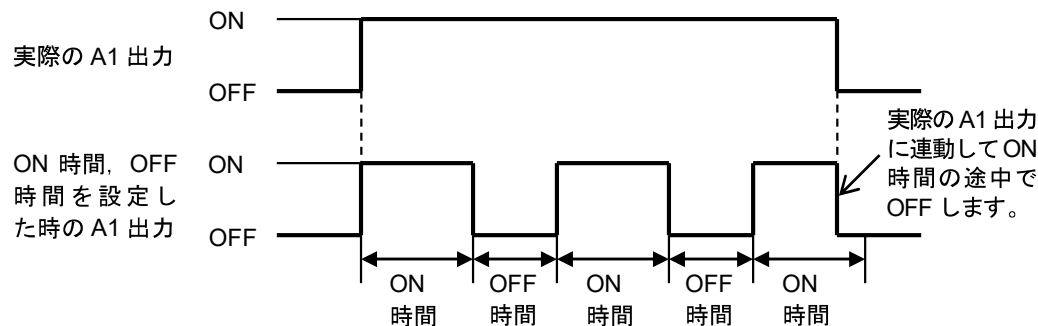 ON
実際の A1 出力
OFF
実際の A1 出力
に連動して ON
時間の途中で
OFF します。
ON 時間, OFF
時間を設定し
た時の A1 出力
ON
OFF
ON
時間
OFF
時間
ON
時間
OFF
時間
ON
時間